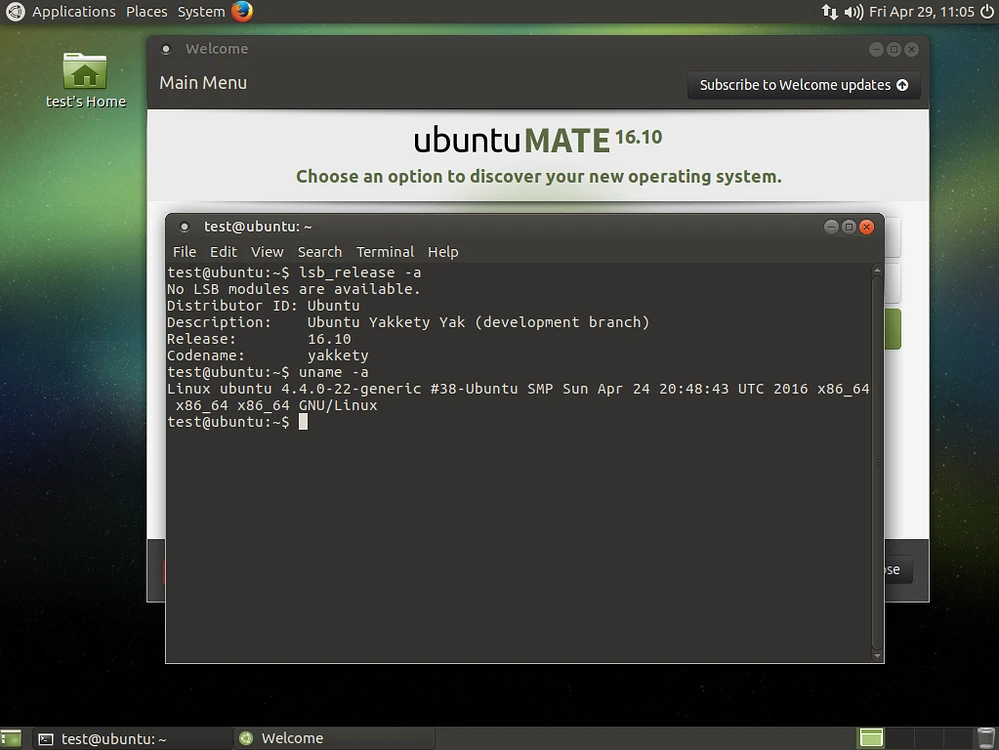 Applications Places System Fri Apr 29, 11:05
Welcome
Main Menu
Subscribe to Welcome updates
test's Home
ubuntu MATE 16.10
Choose an option to discover your new operating system.
test@ubuntu: ~
File Edit View Search Terminal Help
test@ubuntu:~$ lsb_release -a
No LSB modules are available.
Distributor ID: Ubuntu
Description:    Ubuntu Yakkety Yak (development branch)
Release:        16.10
Codename:       yakkety
test@ubuntu:~$ uname -a
Linux ubuntu 4.4.0-22-generic #38-Ubuntu SMP Sun Apr 24 20:48:43 UTC 2016 x86_64
 x86_64 x86_64 GNU/Linux
test@ubuntu:~$
test@ubuntu: ~ Welcome